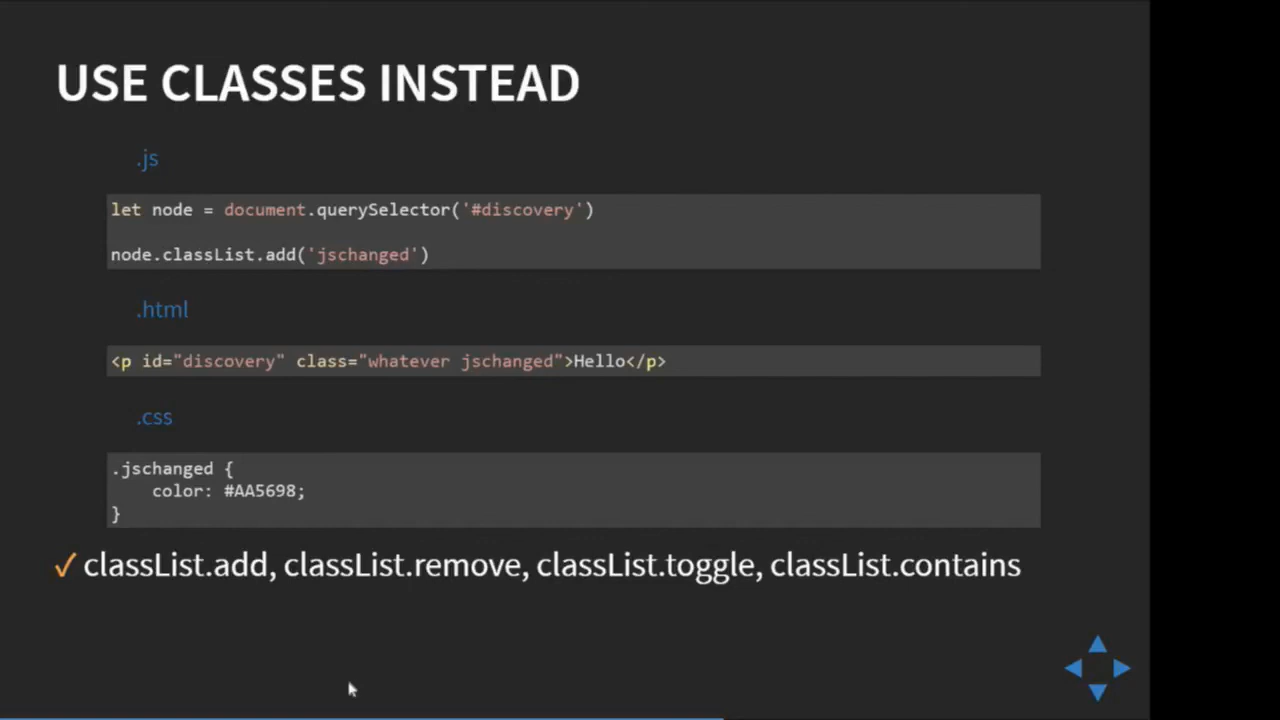 USE CLASSES INSTEAD
.js
let node = document.querySelector('#discovery')
node.classList.add('jschanged')
.html
<p id="discovery" class="whatever jschanged">Hello</p>
.css
.jschanged {
    color: #AA5698;
}
✓ classList.add, classList.remove, classList.toggle, classList.contains